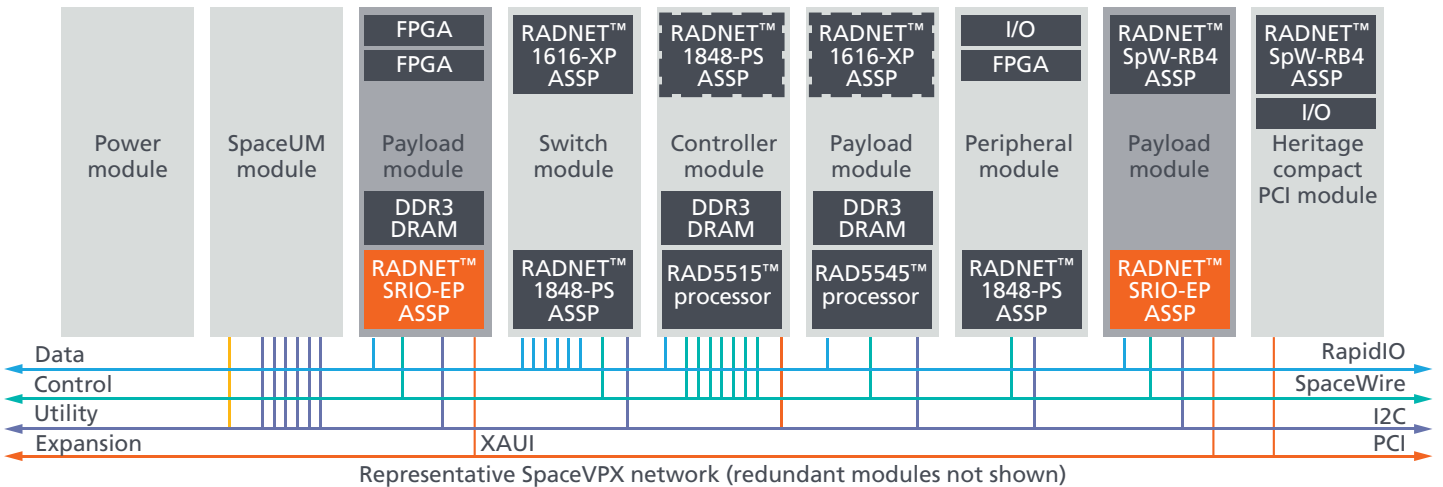 Power
module
SpaceUM
module
FPGA
FPGA
Payload
module
DDR3
DRAM
RADNET™
SRIO-EP
ASSP
RADNET™
1616-XP
ASSP
Switch
module
RADNET™
1848-PS
ASSP
RADNET™
1848-PS
ASSP
Controller
module
DDR3
DRAM
RAD5515™
processor
RADNET™
1616-XP
ASSP
Payload
module
DDR3
DRAM
RAD5545™
processor
I/O
FPGA
Peripheral
module
RADNET™
1848-PS
ASSP
RADNET™
SpW-RB4
ASSP
Payload
module
RADNET™
SRIO-EP
ASSP
RADNET™
SpW-RB4
ASSP
I/O
Heritage
compact
PCI module
Data
RapidIO
Control
SpaceWire
Utility
I2C
Expansion
XAUI
PCI
Representative SpaceVPX network (redundant modules not shown)